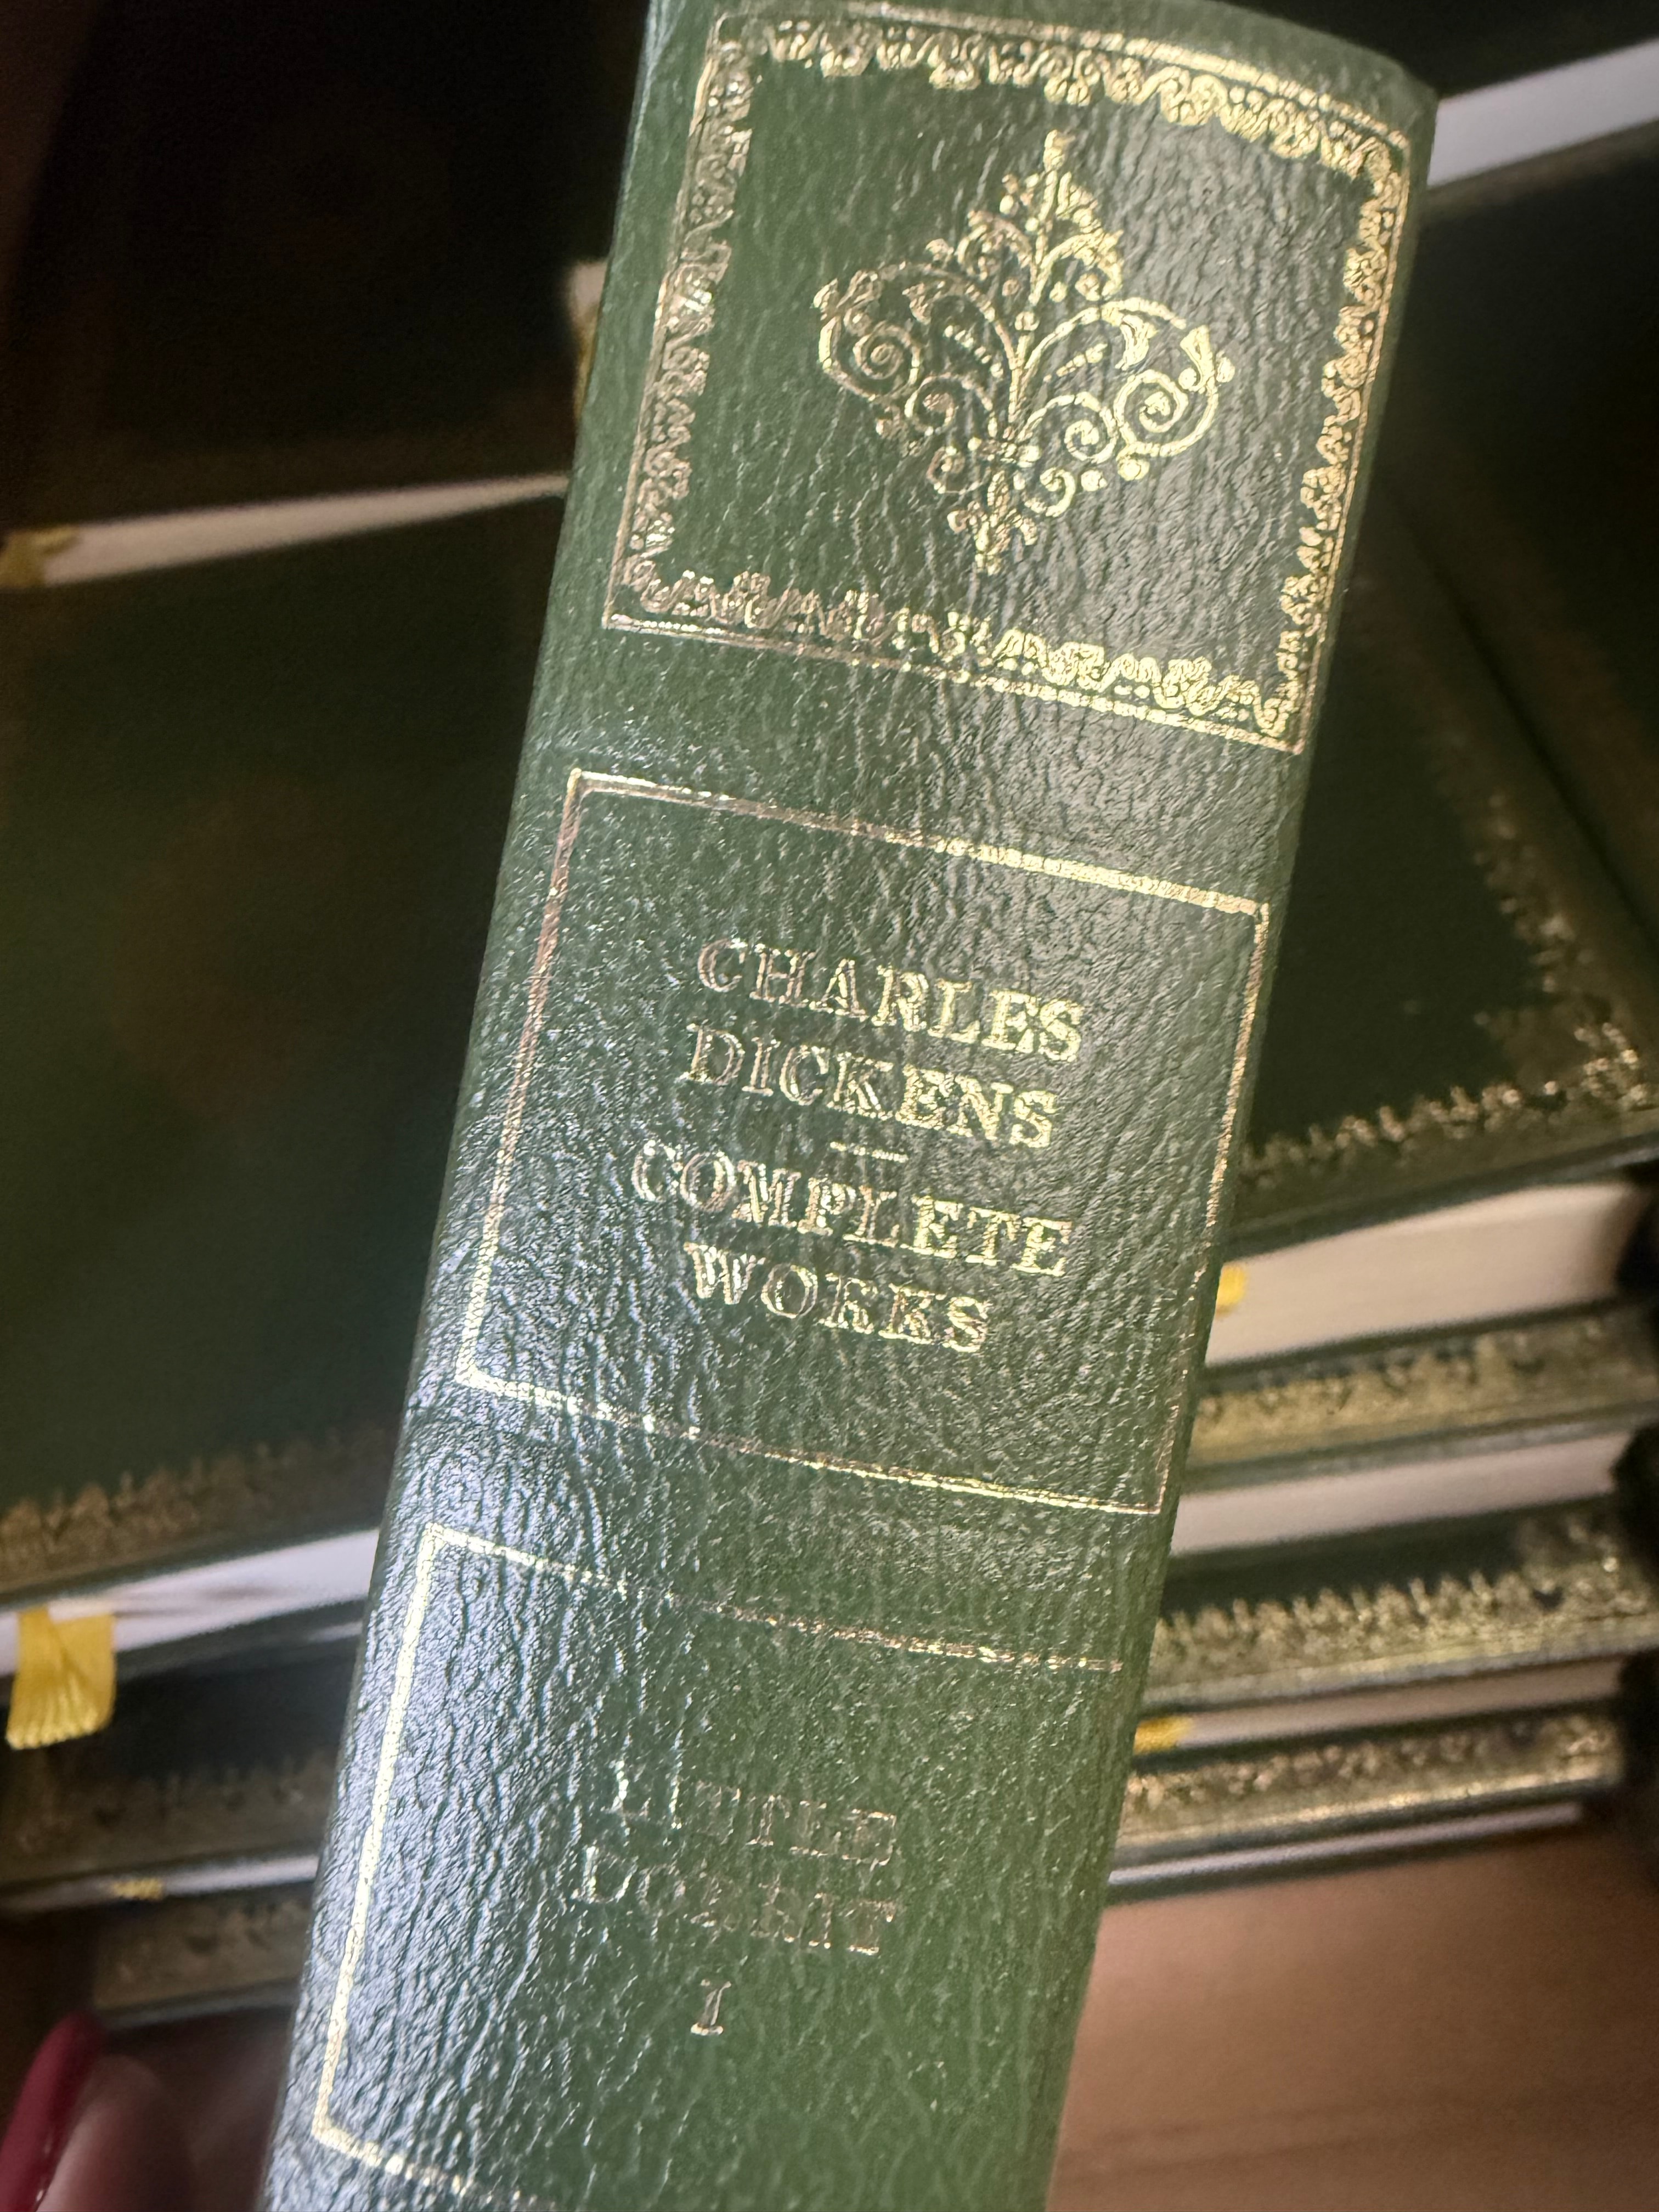 CHARLES
DICKENS
COMPLETE
WORKS
LITTLE
DORRIT
I